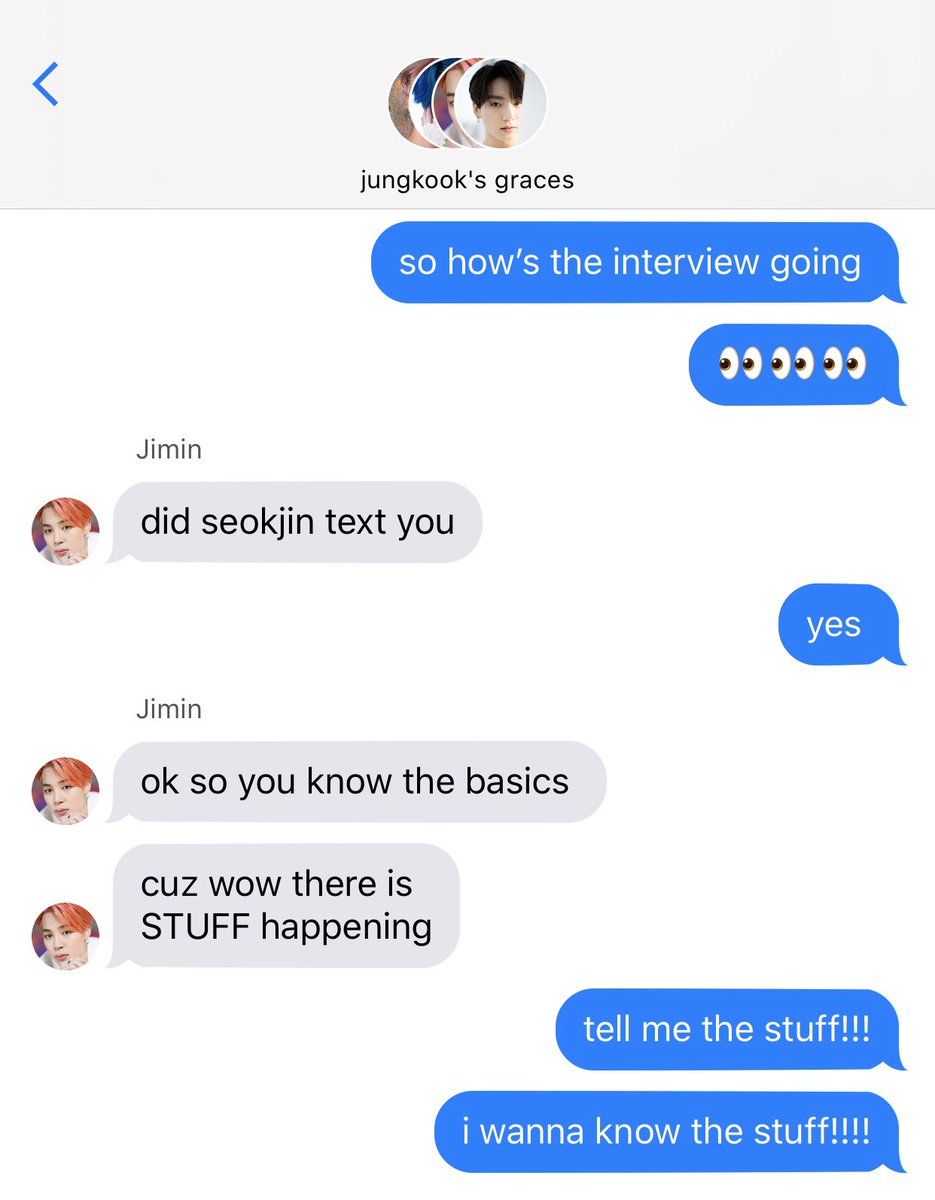 jungkook's graces
so how’s the interview going
👀👀👀
Jimin
did seokjin text you
yes
Jimin
ok so you know the basics
cuz wow there is
STUFF happening
tell me the stuff!!!
i wanna know the stuff!!!!